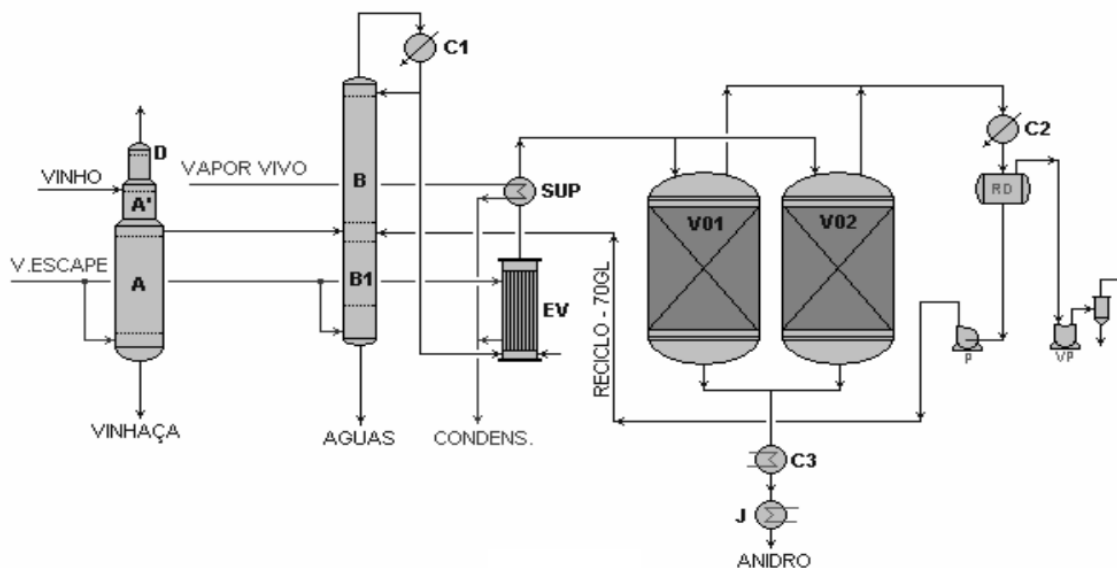 C1
D
VAPOR VIVO
C2
VINHO
B
SUP
A'
RD
V01
V02
V.ESCAPE
A
B1
EV
RECICLO - 70GL
P
VP
VINHAÇA
AGUAS
CONDENS.
C3
J
ANIDRO